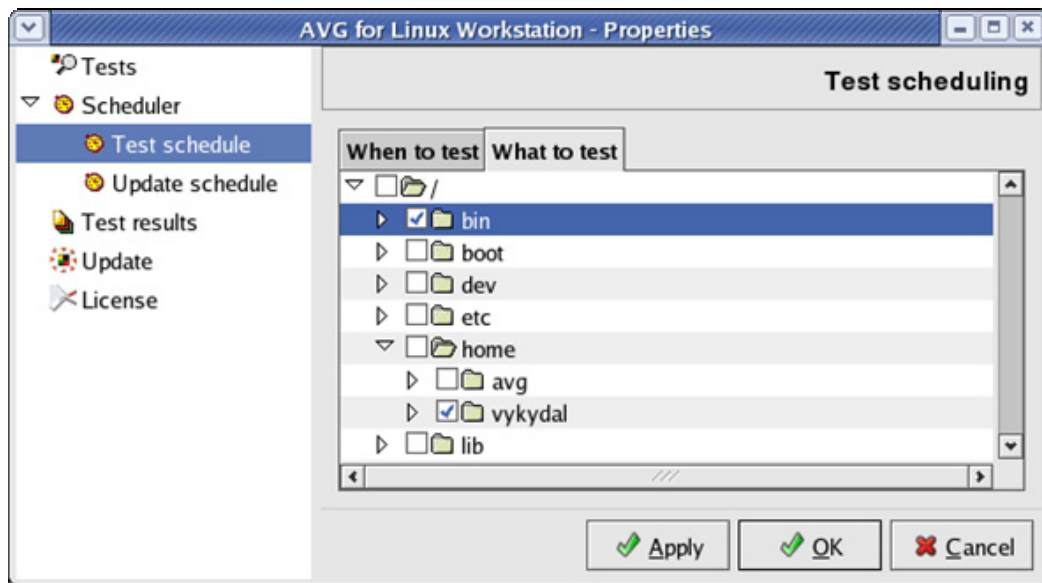 AVG for Linux Workstation - Properties
Tests
Scheduler
Test schedule
Update schedule
Test results
Update
License
Test scheduling
When to test What to test
/
bin
boot
dev
etc
home
avg
vykydal
lib
Apply OK Cancel